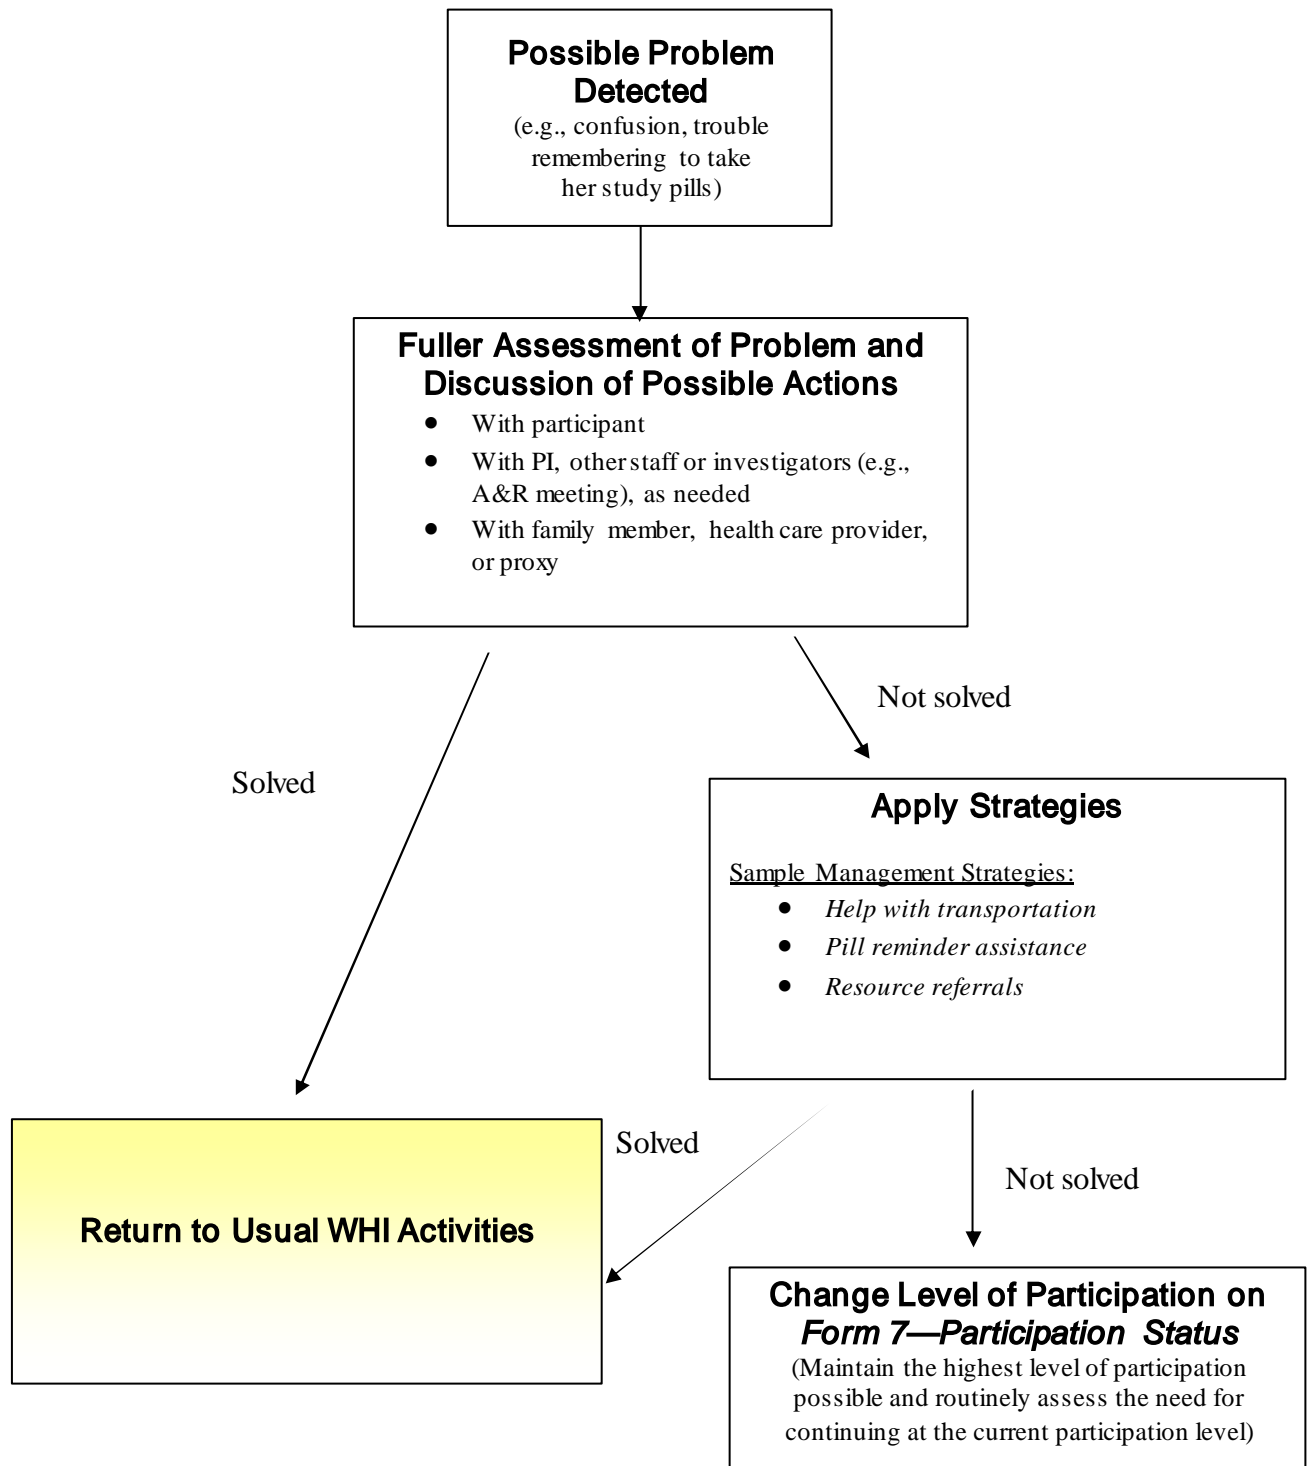 Possible Problem
Detected
(e.g., confusion, trouble
remembering to take
her study pills)
Fuller Assessment of Problem and
Discussion of Possible Actions
● With participant
● With PI, other staff or investigators (e.g.,
A&R meeting), as needed
● With family member, health care provider,
or proxy
Not solved
Solved
Apply Strategies
Sample Management Strategies:
● Help with transportation
● Pill reminder assistance
● Resource referrals
Solved
Not solved
Return to Usual WHI Activities
Change Level of Participation on
Form 7—Participation Status
(Maintain the highest level of participation
possible and routinely assess the need for
continuing at the current participation level)